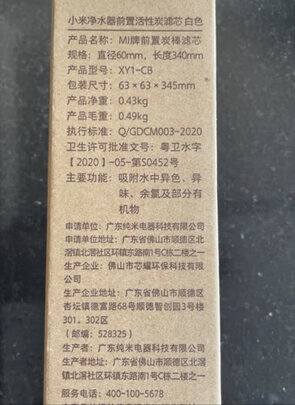 小米净水器前置活性炭滤芯 白色
产品名称：MI牌前置炭棒滤芯
规格：直径60mm，长度340mm
产品型号：XY1-CB
包装尺寸：63×63×345mm
产品净重：0.43kg
产品毛重：0.49kg
执行标准：Q/GDCM003-2020
卫生许可批准文号：粤卫水字
【2020】-05-第S0452号
主要功能：吸附水中异色、异
味、余氯及部分有
机物
申请单位：广东纯米电器科技有限公司
申请单位地址：广东省佛山市顺德区北
滘镇北滘社区环镇东路南1号C栋二楼之一
生产企业：佛山市芯耀环保科技有限
公司
生产企业地址：广东省佛山市顺德区
杏坛镇德富路68号顺德智创园3号楼
301、302区
（邮编：528325）
生产者：广东纯米电器科技有限公司
生产者地址：广东省佛山市顺德区北
滘镇北滘社区环镇东路南1号C栋二楼之一
服务电话：400-100-5678